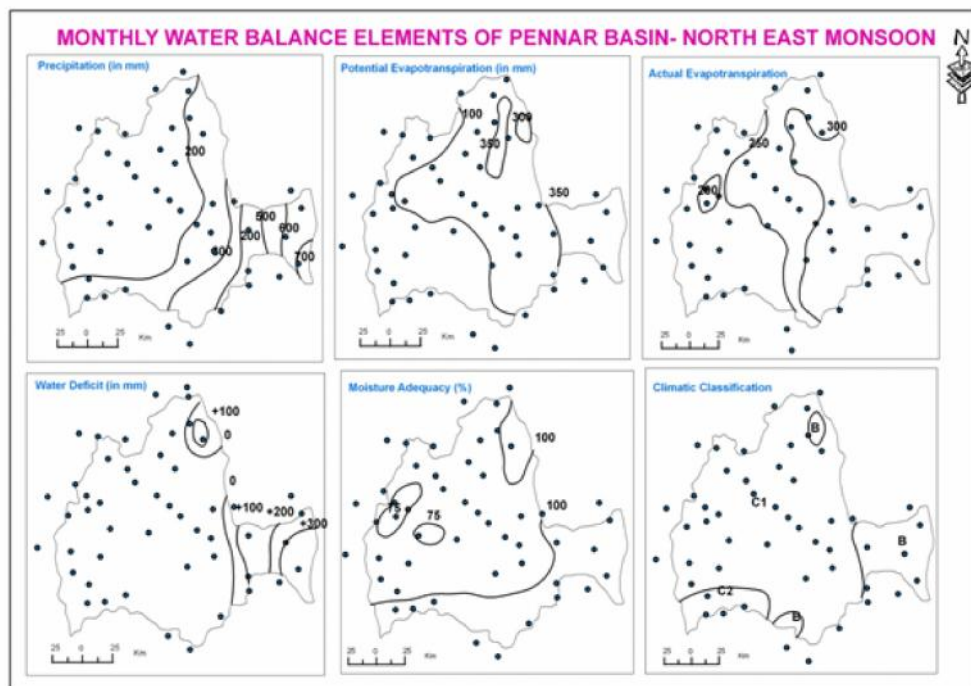 MONTHLY WATER BALANCE ELEMENTS OF PENNAR BASIN- NORTH EAST MONSOON
N
Precipitation (in mm)
200
500
200
600
700
25 0 25
Km
Potential Evapotranspiration (in mm)
100
300
350
350
25 0 25
Km
Actual Evapotranspiration
300
250
200
25 0 25
Km
Water Deficit (in mm)
+100
0
0
+100
+200
+300
25 0 25
Km
Moisture Adequacy (%)
100
75
75
100
25 0 25
Km
Climatic Classification
B
C1
B
C2
B
25 0 25
Km